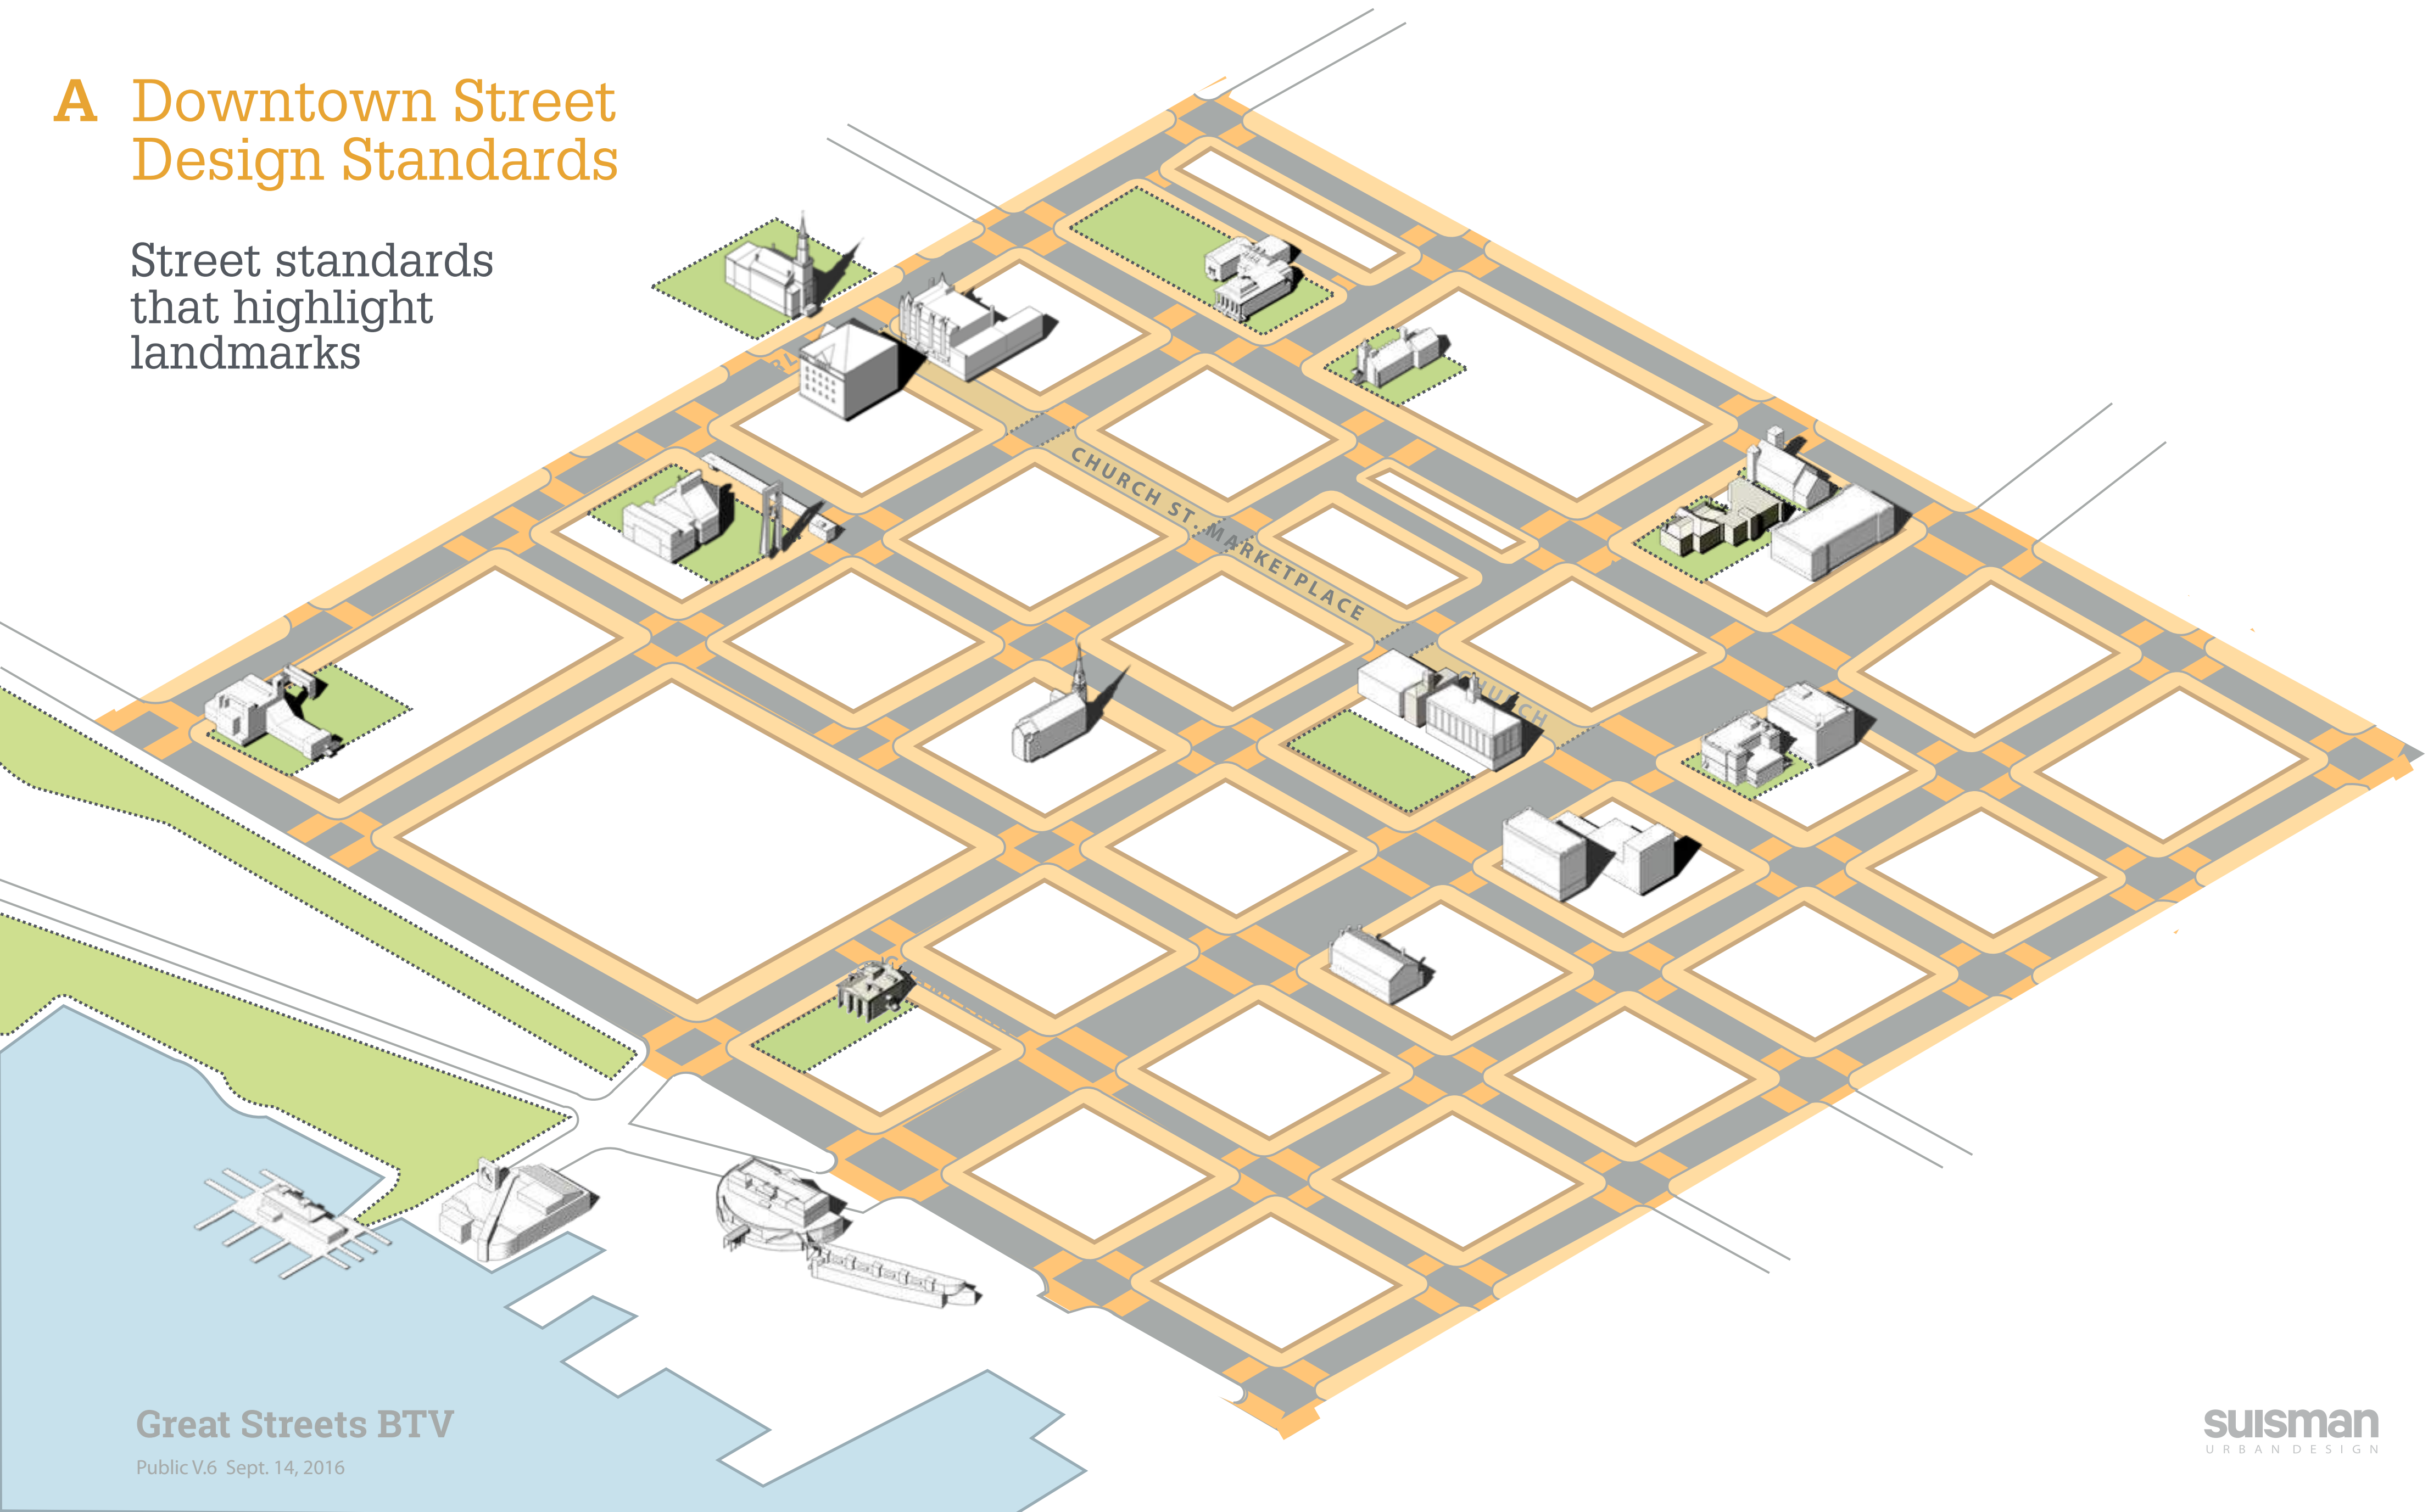 A Downtown Street
Design Standards
Street standards
that highlight
landmarks
CHURCH ST. MARKETPLACE
Great Streets BTV
Public V.6 Sept. 14, 2016
suisman
URBAN DESIGN